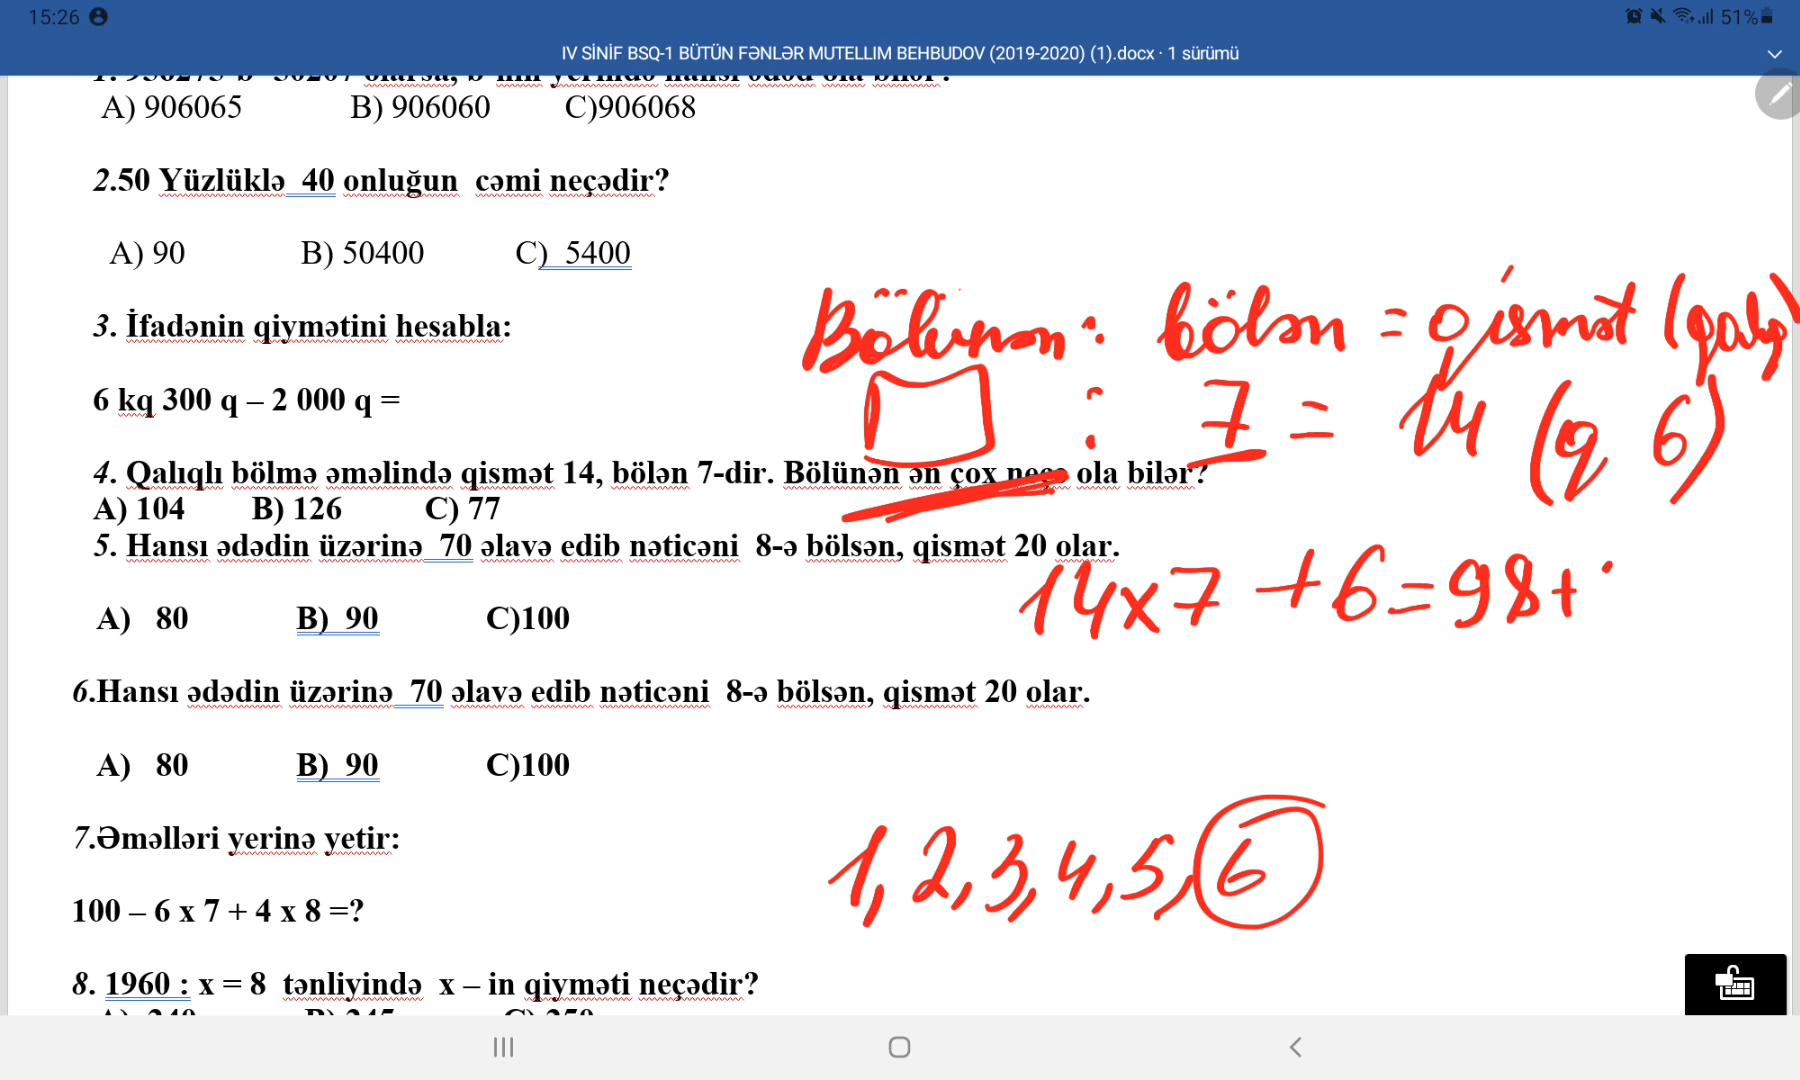 15:26 51%
IV SİNİF BSQ-1 BÜTÜN FƏNLƏR MUTELLIM BEHBUDOV (2019-2020) (1).docx · 1 sürümü
A) 906065 B) 906060 C)906068
2.50 Yüzlüklə 40 onluğun cəmi neçədir?
A) 90 B) 50400 C) 5400
Bölünən : bölən = qismət (qalıq)
3. İfadənin qiymətini hesabla:
6 kq 300 q – 2 000 q =
: 7 = 14 (q 6)
4. Qalıqlı bölmə əməlində qismət 14, bölən 7-dir. Bölünən ən çox neçə ola bilər?
A) 104 B) 126 C) 77
5. Hansı ədədin üzərinə 70 əlavə edib nəticəni 8-ə bölsən, qismət 20 olar.
14x7 +6=98+
A) 80 B) 90 C)100
6.Hansı ədədin üzərinə 70 əlavə edib nəticəni 8-ə bölsən, qismət 20 olar.
A) 80 B) 90 C)100
7.Əməlləri yerinə yetir:
1, 2, 3, 4, 5, 6
100 – 6 x 7 + 4 x 8 =?
8. 1960 : x = 8 tənliyində x – in qiyməti neçədir?